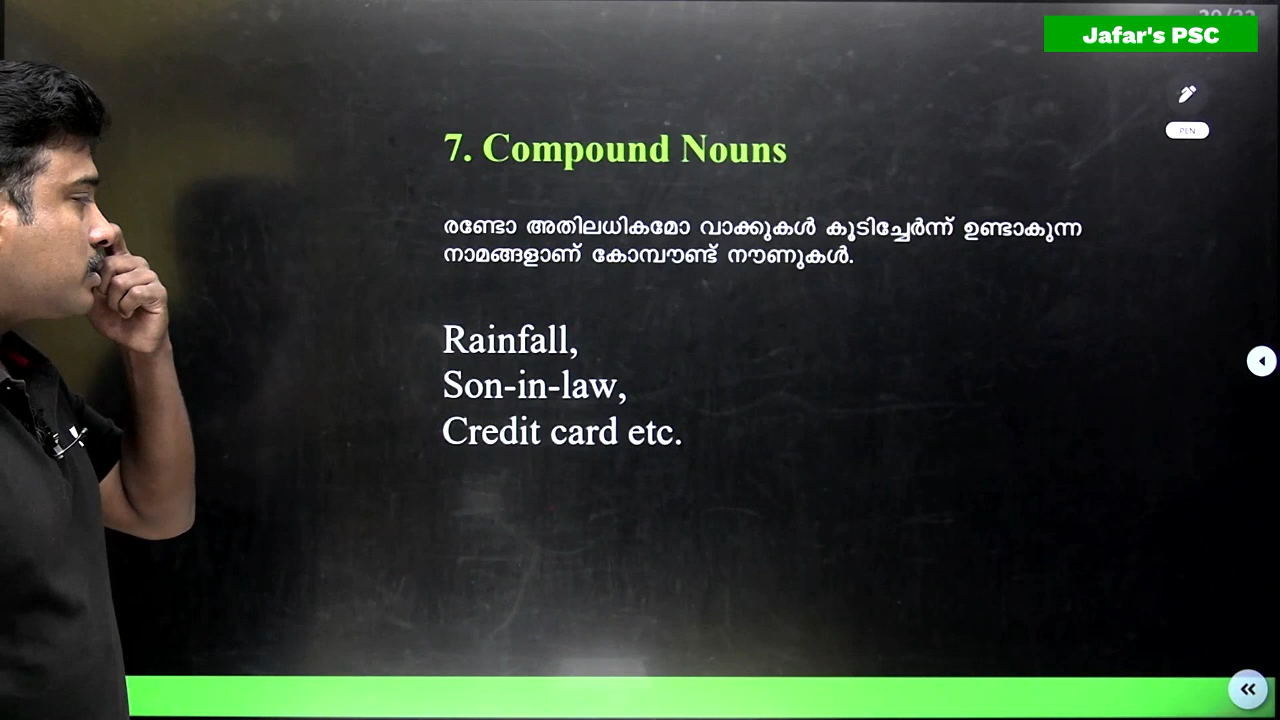 Jafar's PSC
PEN
7. Compound Nouns
രണ്ടോ അതിലധികമോ വാക്കുകൾ കൂടിച്ചേർന്ന് ഉണ്ടാകുന്ന
നാമങ്ങളാണ് കോമ്പൗണ്ട് നൗണുകൾ.
Rainfall,
Son-in-law,
Credit card etc.